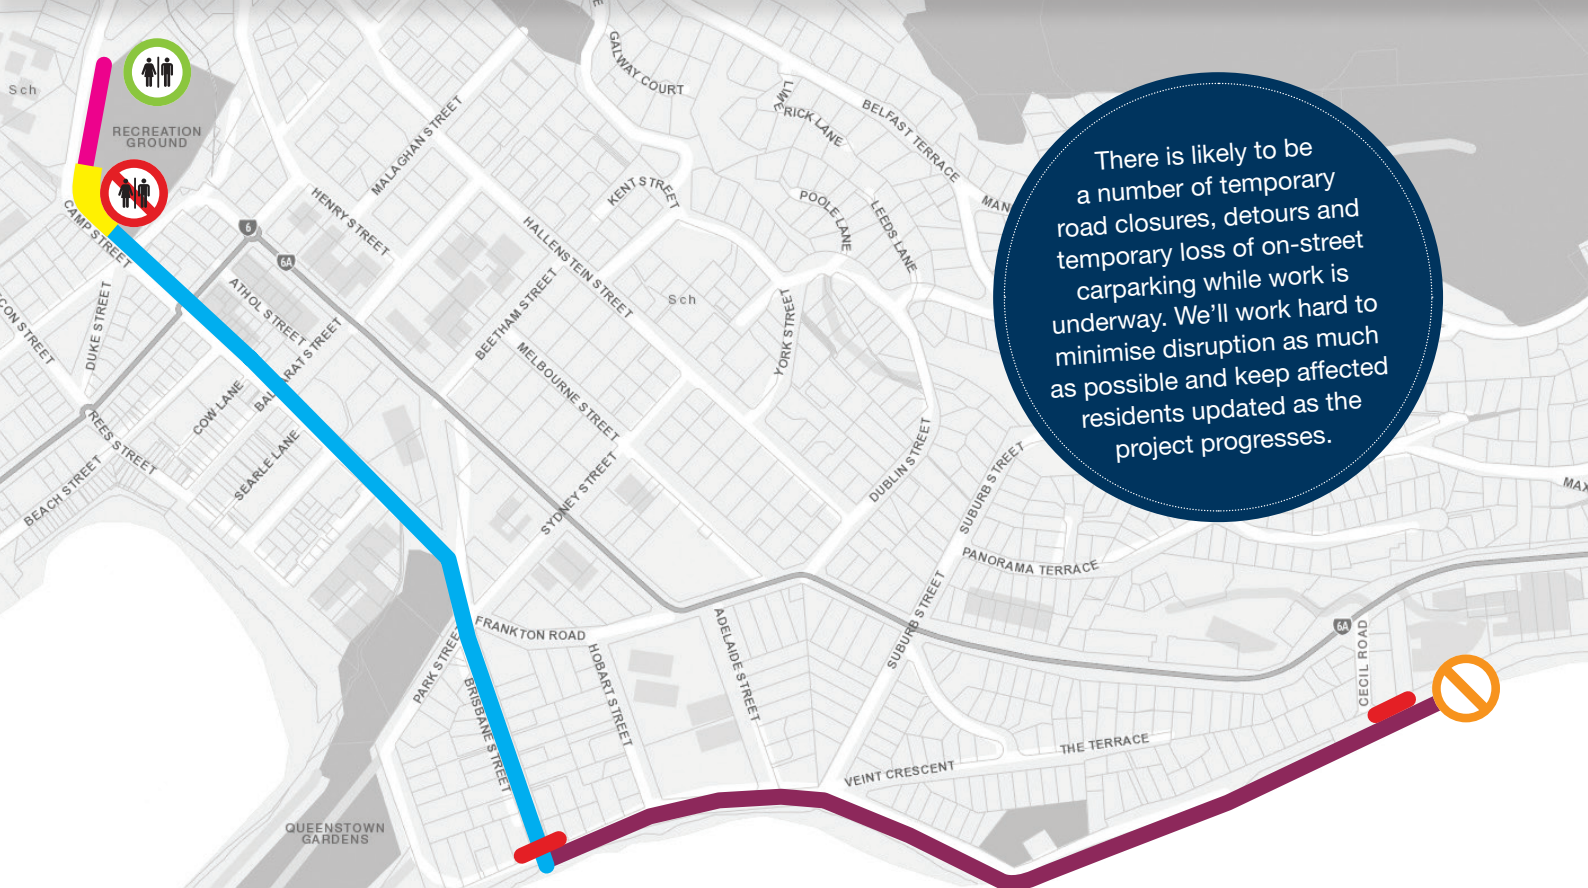 Sch
RECREATION
GROUND
CAMP STREET
DUKE STREET
REES STREET
BEACH STREET
COW LANE
SEARLE LANE
ATHOL STREET
HENRY STREET
MALAGHAN STREET
6
6A
GALWAY COURT
KENT STREET
HALLENSTEIN STREET
BEETHAM STREET
MELBOURNE STREET
SYDNEY STREET
Sch
YORK STREET
POOLE LANE
LEEDS LANE
BELFAST TERRACE
DUBLIN STREET
SUBURB STREET
PANORAMA TERRACE
SUBURB STREET
FRANKTON ROAD
PARK STREET
BRISBANE STREET
HOBART STREET
ADELAIDE STREET
VEINT CRESCENT
THE TERRACE
6A
CECIL ROAD
QUEENSTOWN
GARDENS
There is likely to be
a number of temporary
road closures, detours and
temporary loss of on-street
carparking while work is
underway. We’ll work hard to
minimise disruption as much
as possible and keep affected
residents updated as the
project progresses.